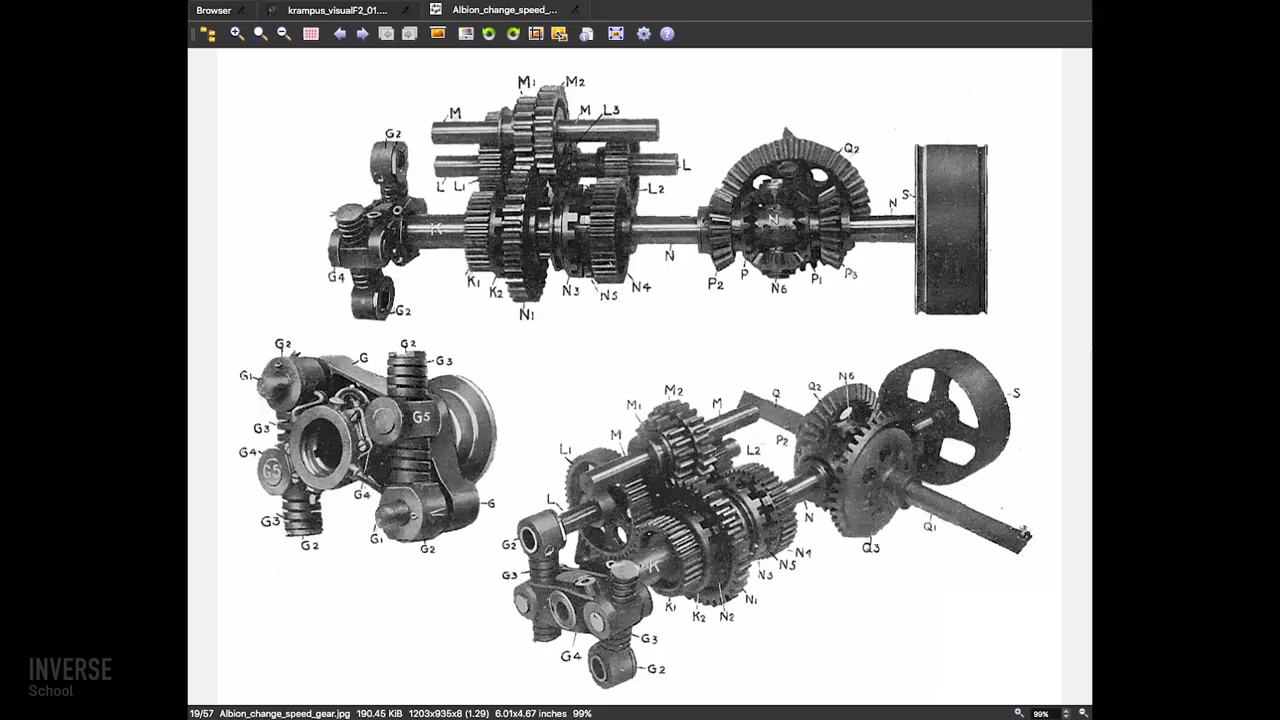 Browser
krampus_visualF2_01....
Albion_change_speed_...
M1 M2
M M L3
G2
L L1 L2 L
Q2
S
N
K
N
G4
N
K1 K2 N3 N5 N4
P2 P P1 P3
N6
G2
N1
G2 G G2 G3
G1
G5
G3
G4
G5
G4
G3
G2
G1 G2
G
M2
M1 M
M
L1 L2
L
G2
G3
K
K1
K2 N2 N1
N3 N5 N4
N
G3
G4
G2
Q
Q2 N6
P2
S
Q1
Q3
INVERSE
School
19/57 Albion_change_speed_gear.jpg 190.45 KiB 1203x935x8 (1.29) 6.01x4.67 inches 99%
99%